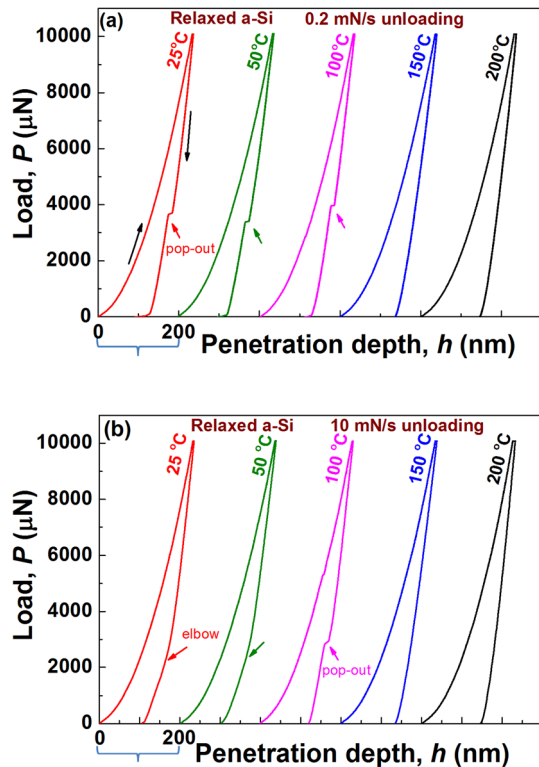 (a) Relaxed a-Si 0.2 mN/s unloading
25°C 50°C 100°C 150°C 200°C
10000
8000
6000
4000
2000
0
Load, P (μN)
pop-out
0 200
Penetration depth, h (nm)
(b) Relaxed a-Si 10 mN/s unloading
25 °C 50 °C 100 °C 150 °C 200 °C
10000
8000
6000
4000
2000
0
Load, P (μN)
elbow
pop-out
0 200
Penetration depth, h (nm)